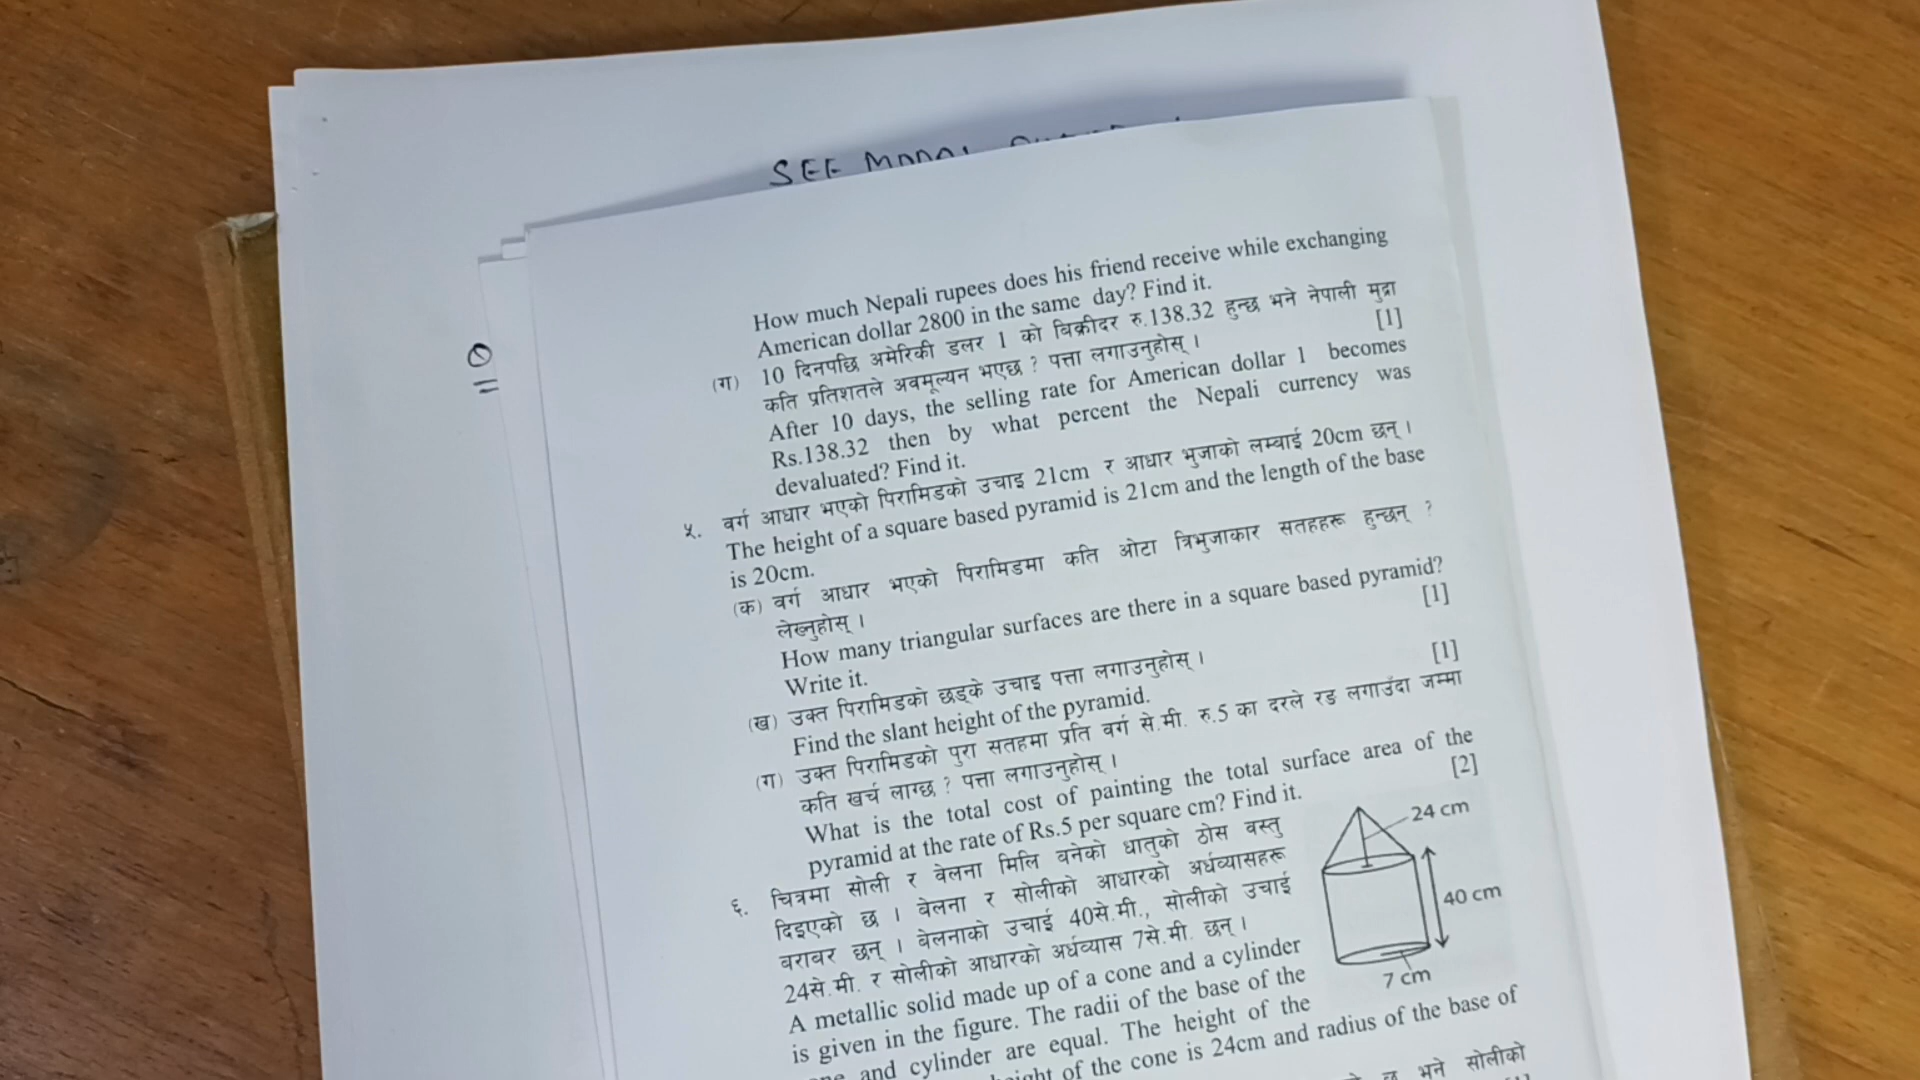 SEE
How much Nepali rupees does his friend receive while exchanging
American dollar 2800 in the same day? Find it.
[1]
(ग) 10 दिनपछि अमेरिकी डलर 1 को बिक्रीदर रु.138.32 हुन्छ भने नेपाली मुद्रा
कति प्रतिशतले अवमूल्यन भएछ ? पत्ता लगाउनुहोस् ।
After 10 days, the selling rate for American dollar 1 becomes
Rs.138.32 then by what percent the Nepali currency was
devaluated? Find it.
५. वर्ग आधार भएको पिरामिडको उचाइ 21cm र आधार भुजाको लम्बाई 20cm छन् ।
The height of a square based pyramid is 21cm and the length of the base
is 20cm.
(क) वर्ग आधार भएको पिरामिडमा कति ओटा त्रिभुजाकार सतहहरू हुन्छन् ?
लेख्नुहोस् ।
How many triangular surfaces are there in a square based pyramid?
Write it. [1]
(ख) उक्त पिरामिडको छड्के उचाइ पत्ता लगाउनुहोस् ।
Find the slant height of the pyramid. [1]
(ग) उक्त पिरामिडको पुरा सतहमा प्रति वर्ग से.मी. रु.5 का दरले रङ लगाउँदा जम्मा
कति खर्च लाग्छ ? पत्ता लगाउनुहोस् ।
What is the total cost of painting the total surface area of the
pyramid at the rate of Rs.5 per square cm? Find it. [2]
६. चित्रमा सोली र वेलना मिलि बनेको धातुको ठोस वस्तु
दिइएको छ । बेलना र सोलीको आधारको अर्धव्यासहरू
बराबर छन् । बेलनाको उचाई 40से.मी., सोलीको उचाई
24से.मी. र सोलीको आधारको अर्धव्यास 7से.मी. छन् ।
A metallic solid made up of a cone and a cylinder
is given in the figure. The radii of the base of the
and cylinder are equal. The height of the
of the cone is 24cm and radius of the base of
भने सोलीको
24 cm
40 cm
7 cm